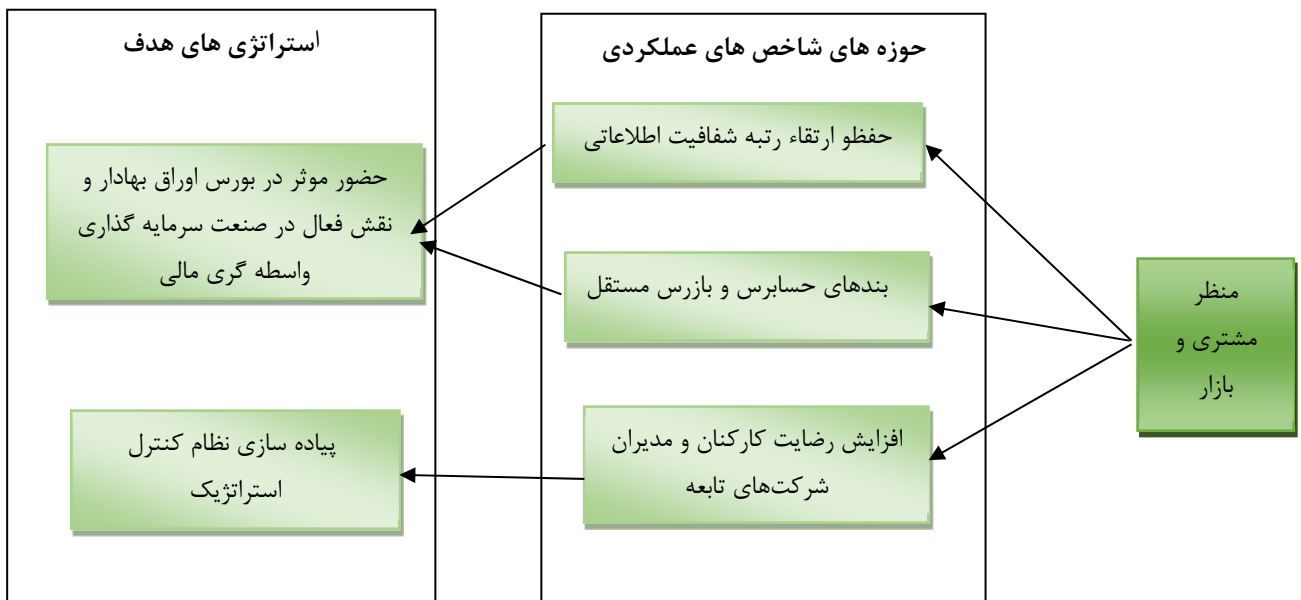 منظر
مشتری و
بازار
حوزه های شاخص های عملکردی
حفظو ارتقاء رتبه شفافیت اطلاعاتی
بندهای حسابرس و بازرس مستقل
افزایش رضایت کارکنان و مدیران
شرکت‌های تابعه
استراتژی های هدف
حضور موثر در بورس اوراق بهادار و
نقش فعال در صنعت سرمایه گذاری
واسطه گری مالی
پیاده سازی نظام کنترل
استراتژیک